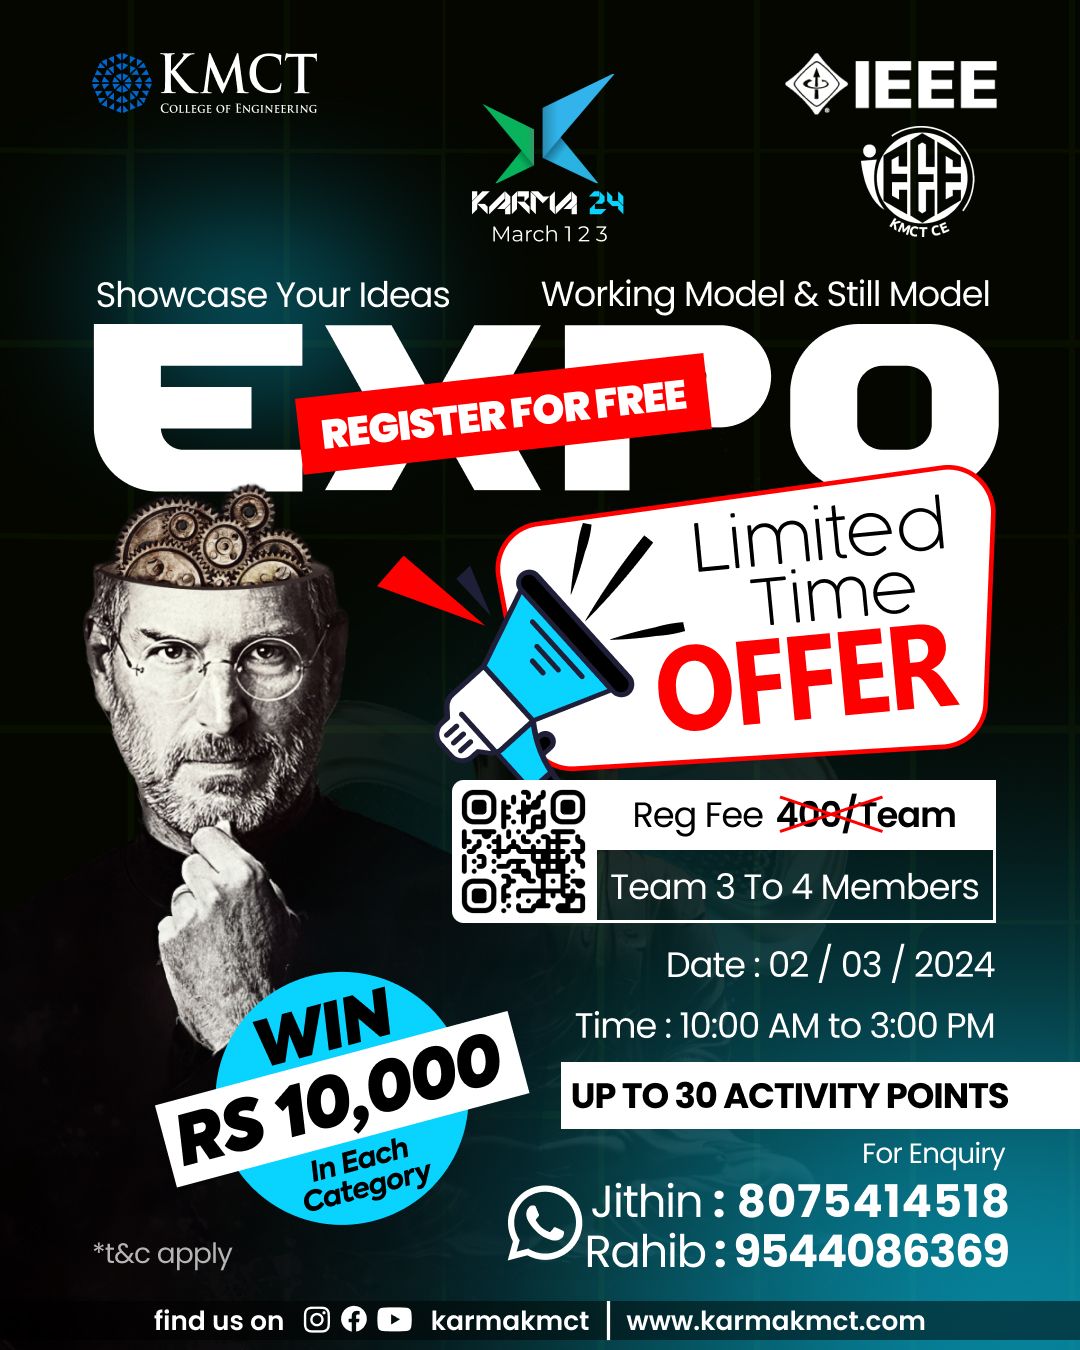 KMCT
COLLEGE OF ENGINEERING
IEEE
iEEE
KMCT CE
KARMA 24
March 1 2 3
Showcase Your Ideas
Working Model & Still Model
EXPO
REGISTER FOR FREE
Limited
Time
OFFER
Reg Fee 400/Team
Team 3 To 4 Members
Date : 02 / 03 / 2024
Time : 10:00 AM to 3:00 PM
UP TO 30 ACTIVITY POINTS
WIN
RS 10,000
In Each
Category
For Enquiry
Jithin : 8075414518
Rahib : 9544086369
*t&c apply
find us on karmakmct | www.karmakmct.com